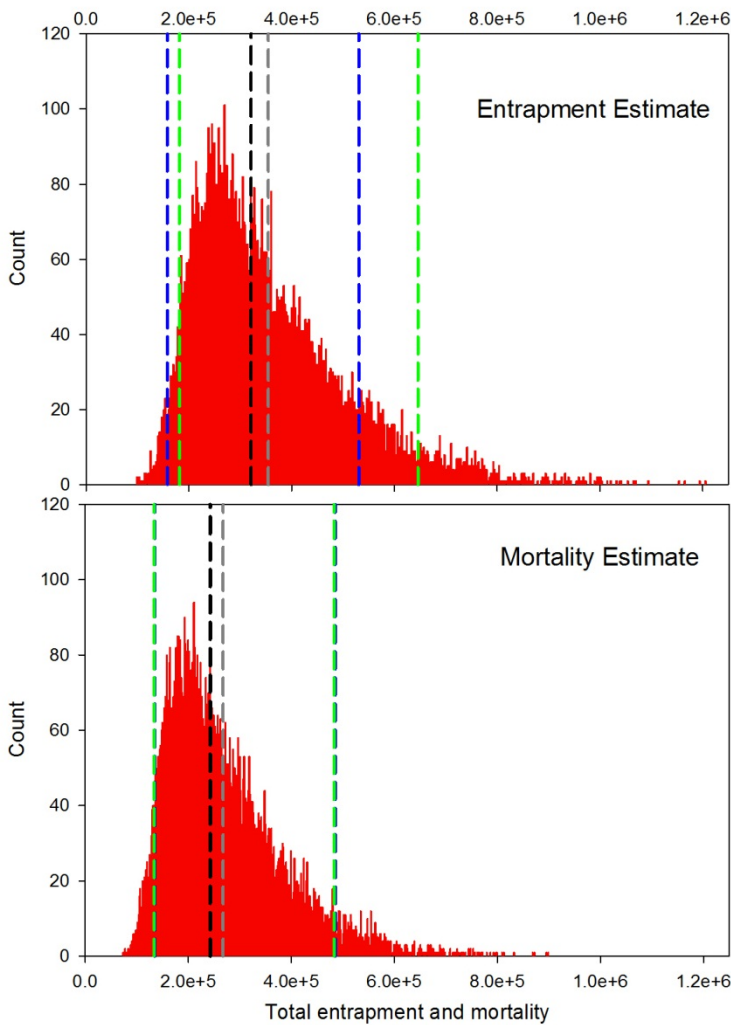 0.0 2.0e+5 4.0e+5 6.0e+5 8.0e+5 1.0e+6 1.2e+6
120
100
80
60
40
20
0
Count
Entrapment Estimate
120
100
80
60
40
20
0
Count
Mortality Estimate
0.0 2.0e+5 4.0e+5 6.0e+5 8.0e+5 1.0e+6 1.2e+6
Total entrapment and mortality